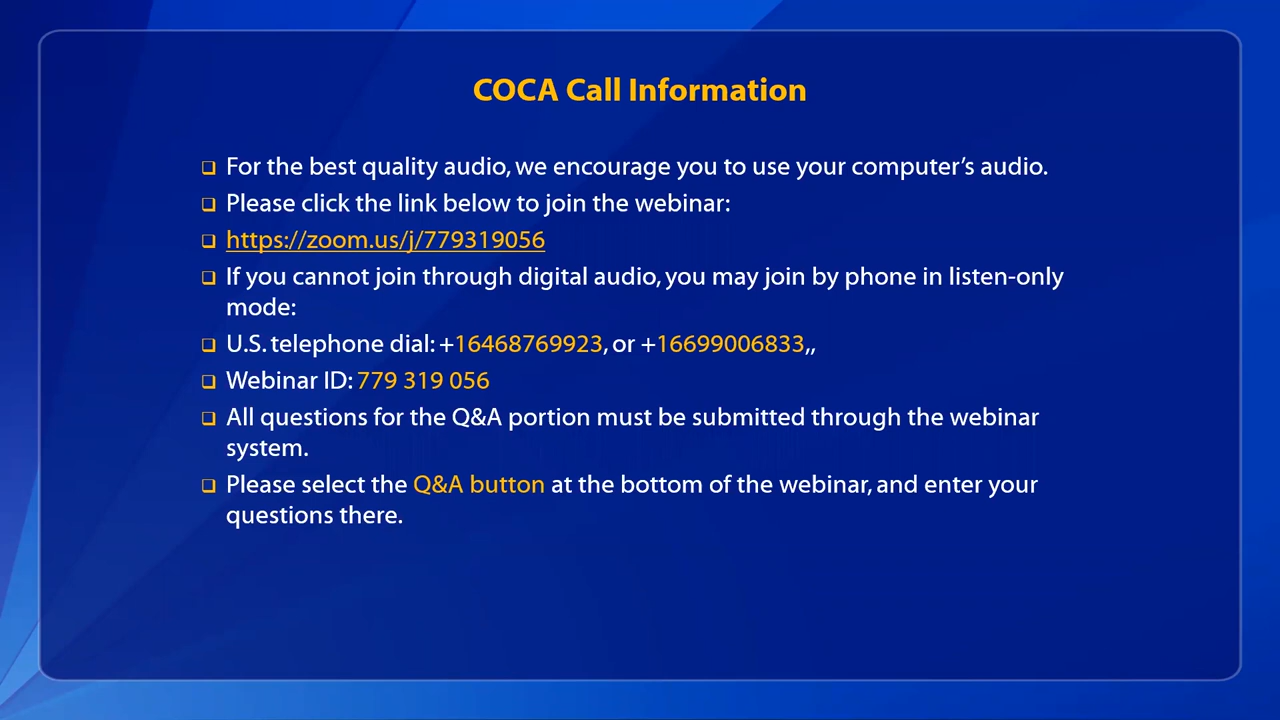 COCA Call Information
❑ For the best quality audio, we encourage you to use your computer’s audio.
❑ Please click the link below to join the webinar:
❑ https://zoom.us/j/779319056
❑ If you cannot join through digital audio, you may join by phone in listen-only
mode:
❑ U.S. telephone dial: +16468769923, or +16699006833,,
❑ Webinar ID: 779 319 056
❑ All questions for the Q&A portion must be submitted through the webinar
system.
❑ Please select the Q&A button at the bottom of the webinar, and enter your
questions there.